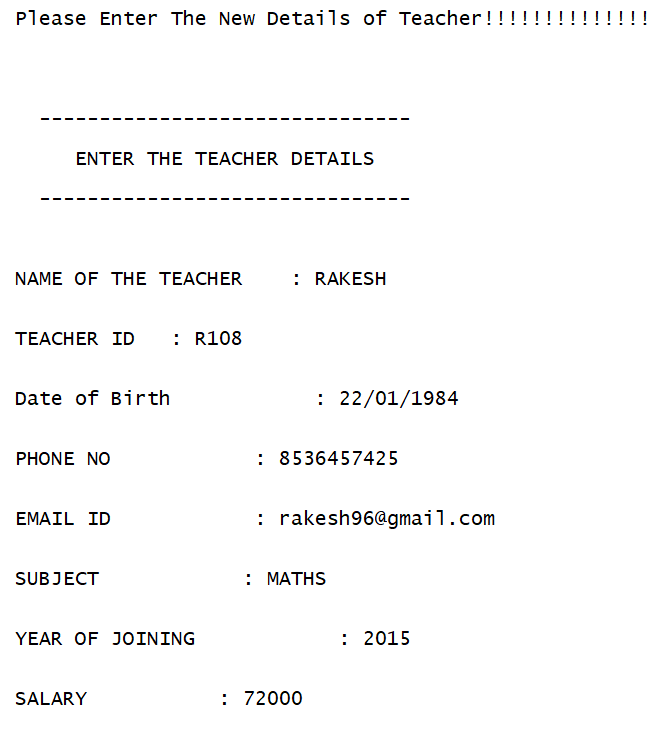 Please Enter The New Details of Teacher!!!!!!!!!!!!!!
-------------------------------
ENTER THE TEACHER DETAILS
-------------------------------
NAME OF THE TEACHER    : RAKESH
TEACHER ID   : R108
Date of Birth            : 22/01/1984
PHONE NO            : 8536457425
EMAIL ID            : rakesh96@gmail.com
SUBJECT            : MATHS
YEAR OF JOINING            : 2015
SALARY           : 72000